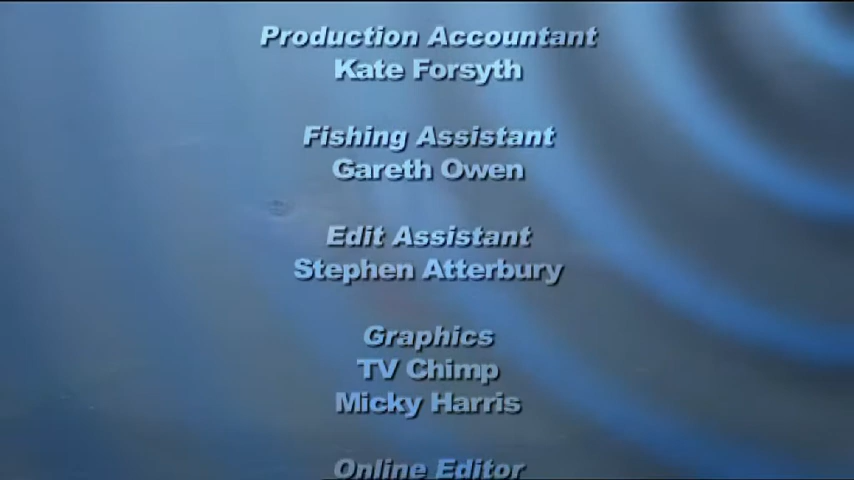 Production Accountant
Kate Forsyth
Fishing Assistant
Gareth Owen
Edit Assistant
Stephen Atterbury
Graphics
TV Chimp
Micky Harris
Online Editor